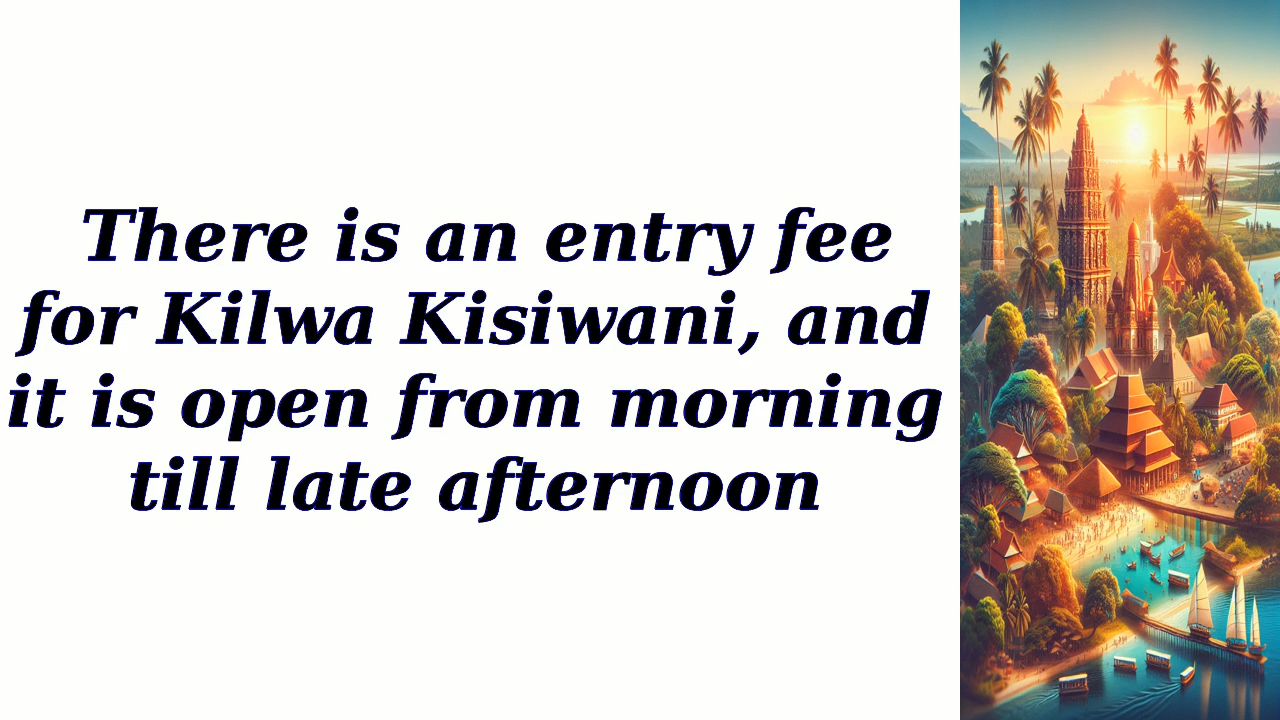 There is an entry fee
for Kilwa Kisiwani, and
it is open from morning
till late afternoon